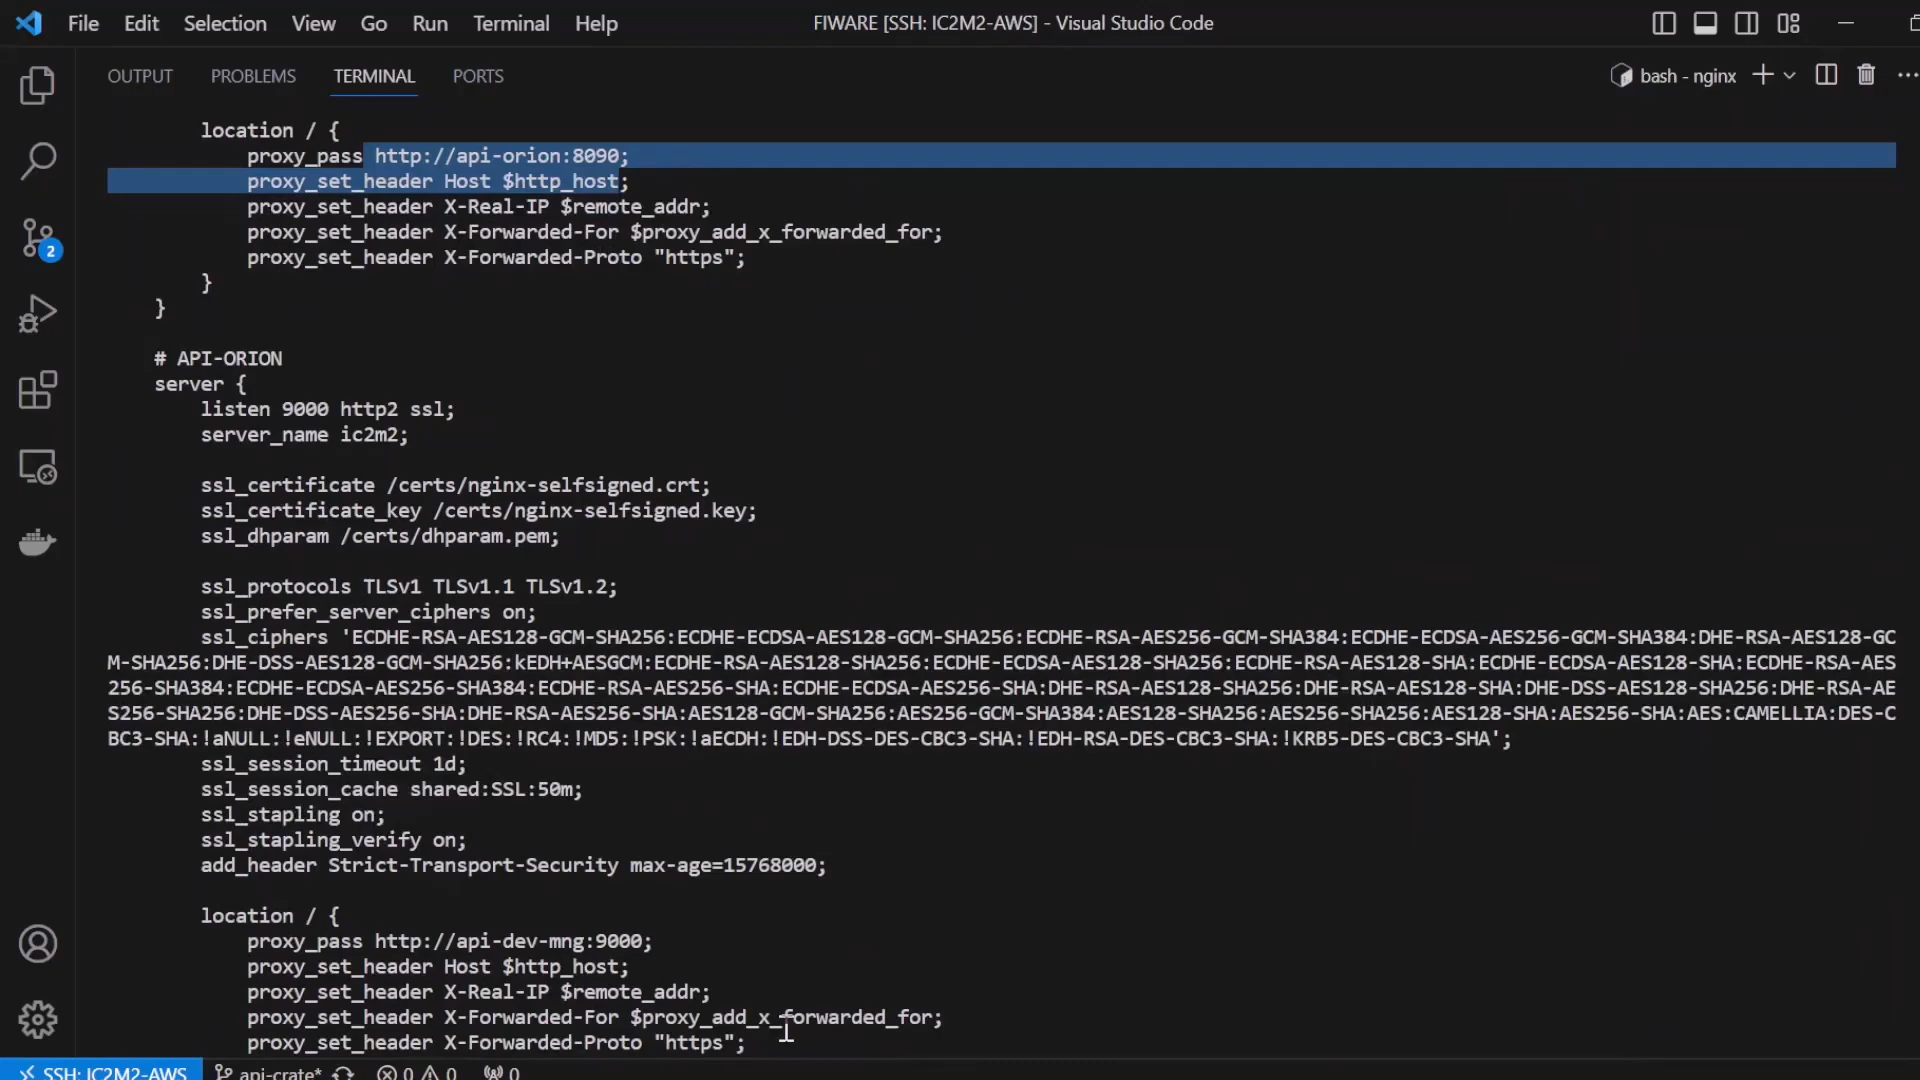 File Edit Selection View Go Run Terminal Help FIWARE [SSH: IC2M2-AWS] - Visual Studio Code
OUTPUT PROBLEMS TERMINAL PORTS bash - nginx
location / {
proxy_pass http://api-orion:8090;
proxy_set_header Host $http_host;
proxy_set_header X-Real-IP $remote_addr;
proxy_set_header X-Forwarded-For $proxy_add_x_forwarded_for;
proxy_set_header X-Forwarded-Proto "https";
}
}
# API-ORION
server {
listen 9000 http2 ssl;
server_name ic2m2;
ssl_certificate /certs/nginx-selfsigned.crt;
ssl_certificate_key /certs/nginx-selfsigned.key;
ssl_dhparam /certs/dhparam.pem;
ssl_protocols TLSv1 TLSv1.1 TLSv1.2;
ssl_prefer_server_ciphers on;
ssl_ciphers 'ECDHE-RSA-AES128-GCM-SHA256:ECDHE-ECDSA-AES128-GCM-SHA256:ECDHE-RSA-AES256-GCM-SHA384:ECDHE-ECDSA-AES256-GCM-SHA384:DHE-RSA-AES128-GC
M-SHA256:DHE-DSS-AES128-GCM-SHA256:kEDH+AESGCM:ECDHE-RSA-AES128-SHA256:ECDHE-ECDSA-AES128-SHA256:ECDHE-RSA-AES128-SHA:ECDHE-ECDSA-AES128-SHA:ECDHE-RSA-AES
256-SHA384:ECDHE-ECDSA-AES256-SHA384:ECDHE-RSA-AES256-SHA:ECDHE-ECDSA-AES256-SHA:DHE-RSA-AES128-SHA256:DHE-RSA-AES128-SHA:DHE-DSS-AES128-SHA256:DHE-RSA-AE
S256-SHA256:DHE-DSS-AES256-SHA:DHE-RSA-AES256-SHA:AES128-GCM-SHA256:AES256-GCM-SHA384:AES128-SHA256:AES256-SHA256:AES128-SHA:AES256-SHA:AES:CAMELLIA:DES-C
BC3-SHA:!aNULL:!eNULL:!EXPORT:!DES:!RC4:!MD5:!PSK:!aECDH:!EDH-DSS-DES-CBC3-SHA:!EDH-RSA-DES-CBC3-SHA:!KRB5-DES-CBC3-SHA';
ssl_session_timeout 1d;
ssl_session_cache shared:SSL:50m;
ssl_stapling on;
ssl_stapling_verify on;
add_header Strict-Transport-Security max-age=15768000;
location / {
proxy_pass http://api-dev-mng:9000;
proxy_set_header Host $http_host;
proxy_set_header X-Real-IP $remote_addr;
proxy_set_header X-Forwarded-For $proxy_add_x_forwarded_for;
proxy_set_header X-Forwarded-Proto "https";
2
SSH: IC2M2-AWS api-crate* 0 0 0